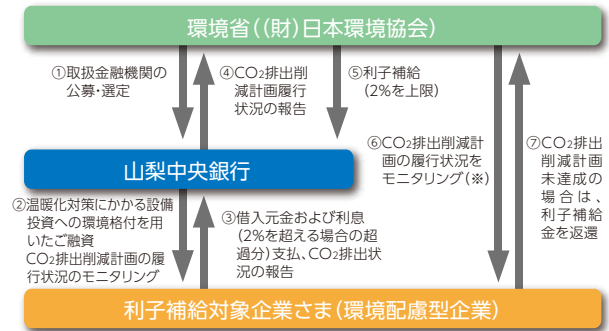 環境省((財)日本環境協会)
①取扱金融機関の
公募・選定
④CO2排出削
減計画履行
状況の報告
⑤利子補給
(2%を上限)
⑥CO2排出削減計
画の履行状況を
モニタリング(※)
⑦CO2排出
削減計画
未達成の
場合は、
利子補給
金を返還
山梨中央銀行
②温暖化対策にかかる設備
投資への環境格付を用
いたご融資
CO2排出削減計画の履
行状況のモニタリング
③借入元金および利息
(2%を超える場合の超
過分)支払、CO2排出状
況の報告
利子補給対象企業さま(環境配慮型企業)